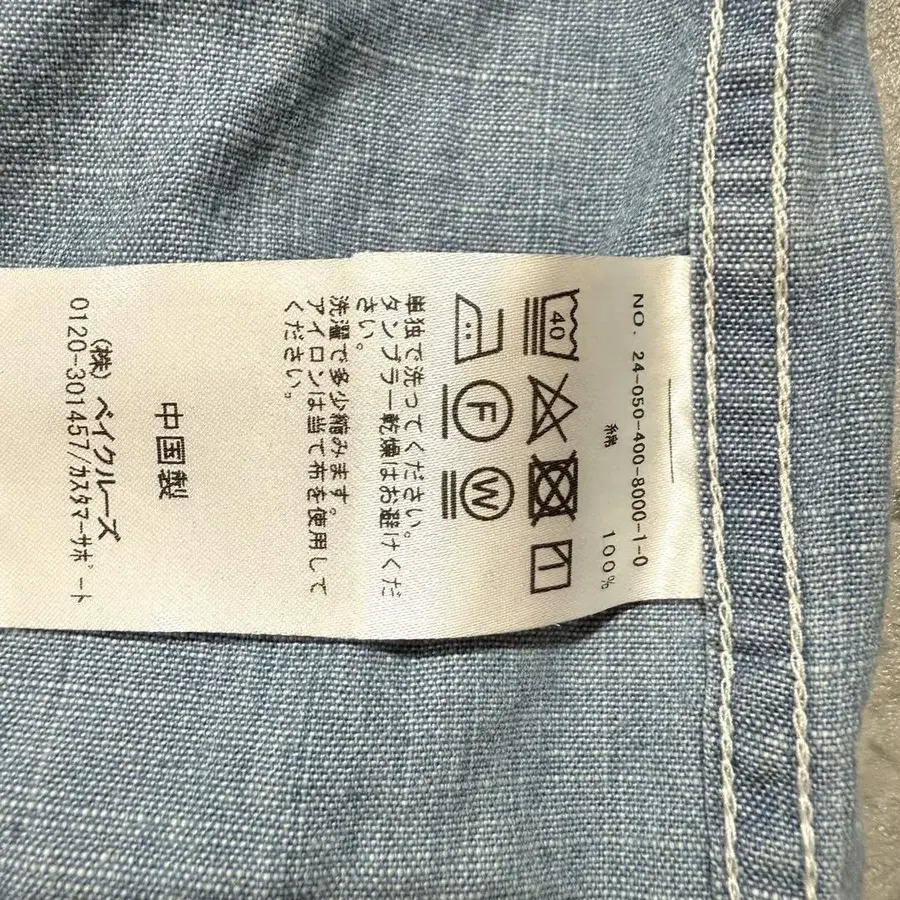 NO. 24-050-400-8000-1-0
綿 100%
40
F
W
単独で洗ってください。
タンブラー乾燥はお避けくだ
さい。
洗濯で多少縮みます。
アイロンは当て布を使用して
ください。
中国製
(株) ベイクルーズ
0120-301457/カスタマーサポート